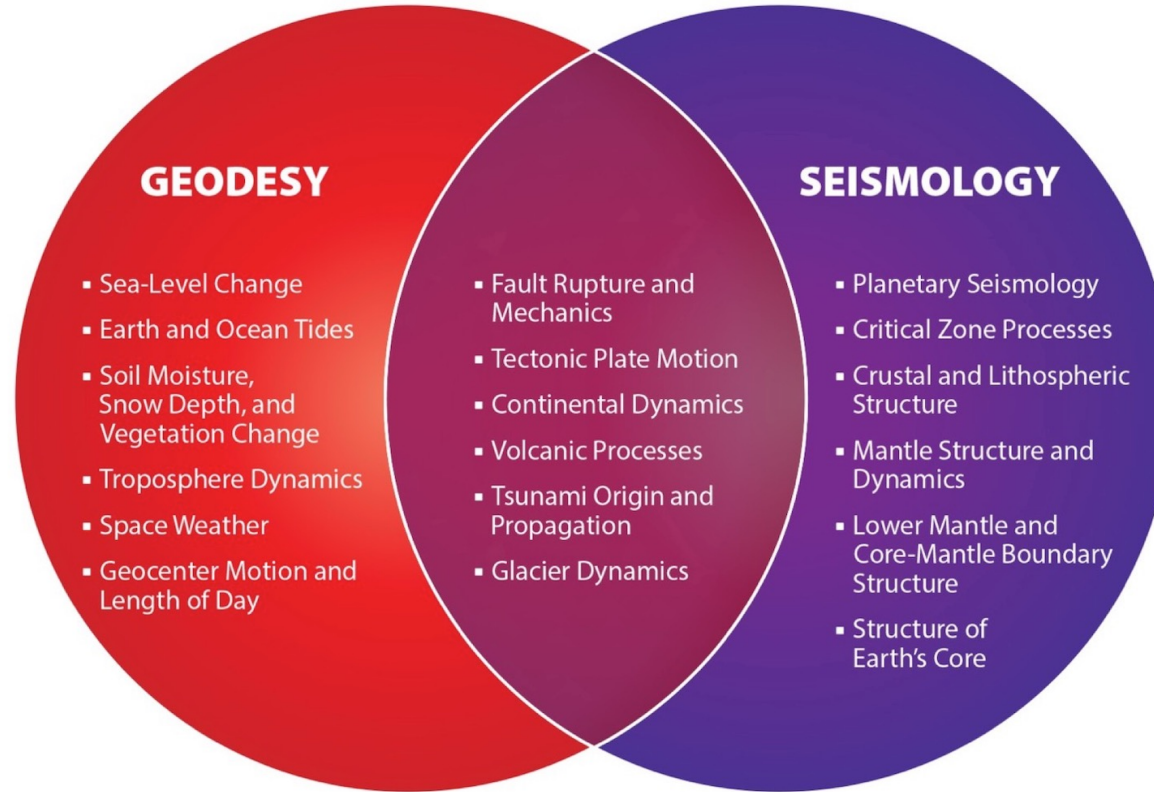 GEODESY
▪ Sea-Level Change
▪ Earth and Ocean Tides
▪ Soil Moisture,
Snow Depth, and
Vegetation Change
▪ Troposphere Dynamics
▪ Space Weather
▪ Geocenter Motion and
Length of Day
▪ Fault Rupture and
Mechanics
▪ Tectonic Plate Motion
▪ Continental Dynamics
▪ Volcanic Processes
▪ Tsunami Origin and
Propagation
▪ Glacier Dynamics
SEISMOLOGY
▪ Planetary Seismology
▪ Critical Zone Processes
▪ Crustal and Lithospheric
Structure
▪ Mantle Structure and
Dynamics
▪ Lower Mantle and
Core-Mantle Boundary
Structure
▪ Structure of
Earth's Core